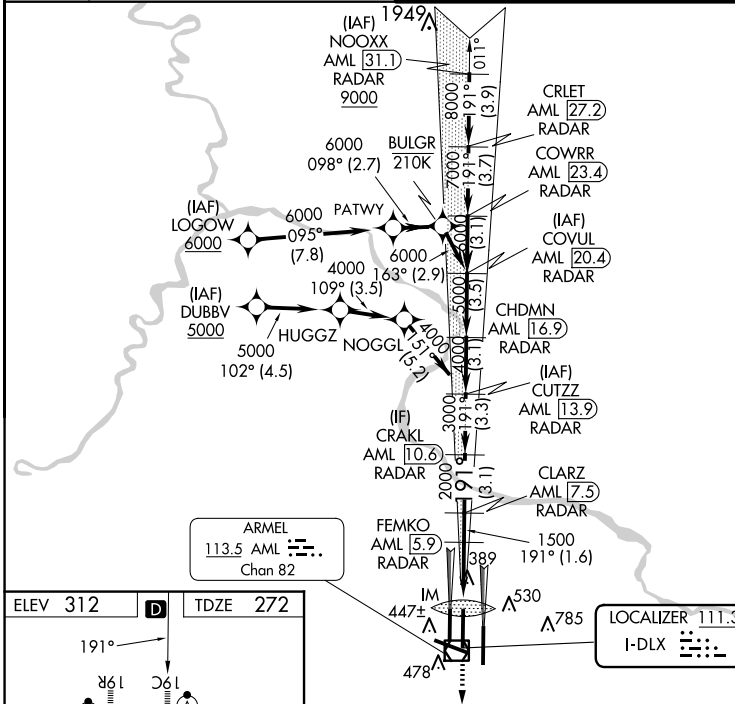 1949
(IAF)
NOOXX
AML 31.1
RADAR
9000
011°
8000
191°
(3.9)
CRLET
AML 27.2
RADAR
7000
191°
(3.7)
COWRR
AML 23.4
RADAR
6000
098° (2.7)
BULGR
210K
(IAF)
LOGOW
6000
6000
095°
(7.8)
PATWY
6000
(3.1)
(IAF)
COVUL
AML 20.4
RADAR
6000
163° (2.9)
4000
109° (3.5)
5000
(3.5)
(IAF)
DUBBV
5000
HUGGZ
NOGGL
5000
102° (4.5)
4000
151°
(5.2)
CHDMN
AML 16.9
RADAR
4000
(3.1)
(IAF)
CUTZZ
AML 13.9
RADAR
3000
191°
(3.3)
(IF)
CRAKL
AML 10.6
RADAR
2000
191°
(3.1)
CLARZ
AML 7.5
RADAR
FEMKO
AML 5.9
RADAR
1500
191° (1.6)
389
ARMEL
113.5 AML
Chan 82
IM
447±
530
785
478
LOCALIZER 111.3
I-DLX
ELEV 312
D
TDZE 272
191°
19R
19C
A